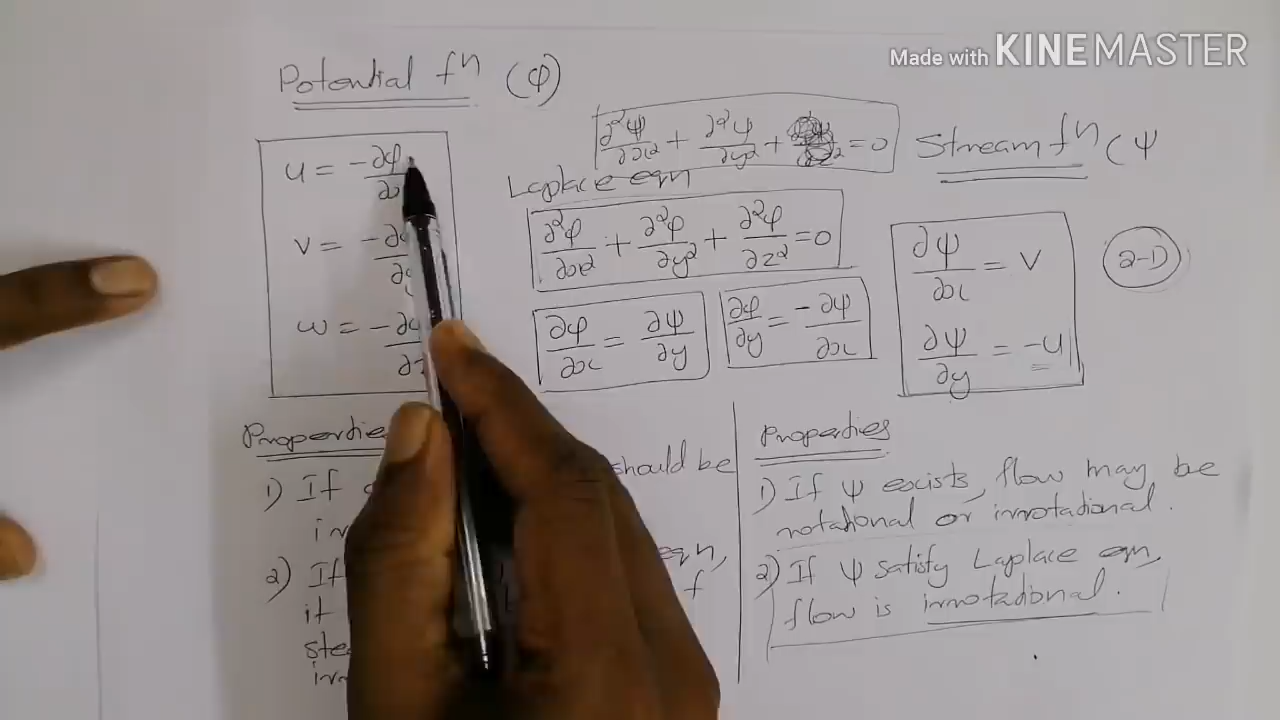 Made with KINEMASTER
Potential fⁿ (φ)
u = -∂φ
v =
w =
∂²ψ/∂x² + ∂²ψ/∂y² + = 0
Laplace eqn
∂²φ/∂x² + ∂²φ/∂y² + ∂²φ/∂z² = 0
∂φ/∂x = ∂ψ/∂y
∂φ/∂y = -∂ψ/∂x
Stream fⁿ (ψ
∂ψ/∂x = v
∂ψ/∂y = -u
2-D
1) If
should be
2) If
eqn,
it
Properties
1) If ψ exists, flow may be
rotational or irrotational.
2) If ψ satisfy Laplace eqn,
flow is irrotational.